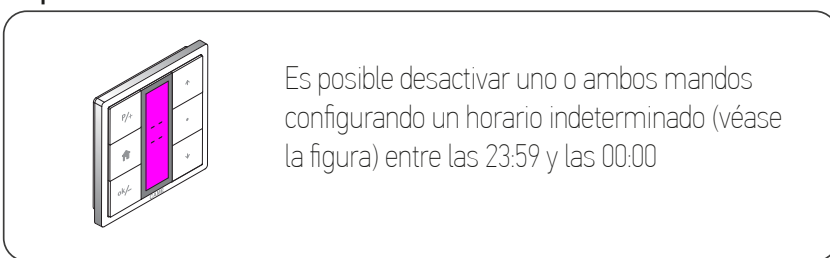 P/+
ok/-
Es posible desactivar uno o ambos mandos
configurando un horario indeterminado (véase
la figura) entre las 23:59 y las 00:00